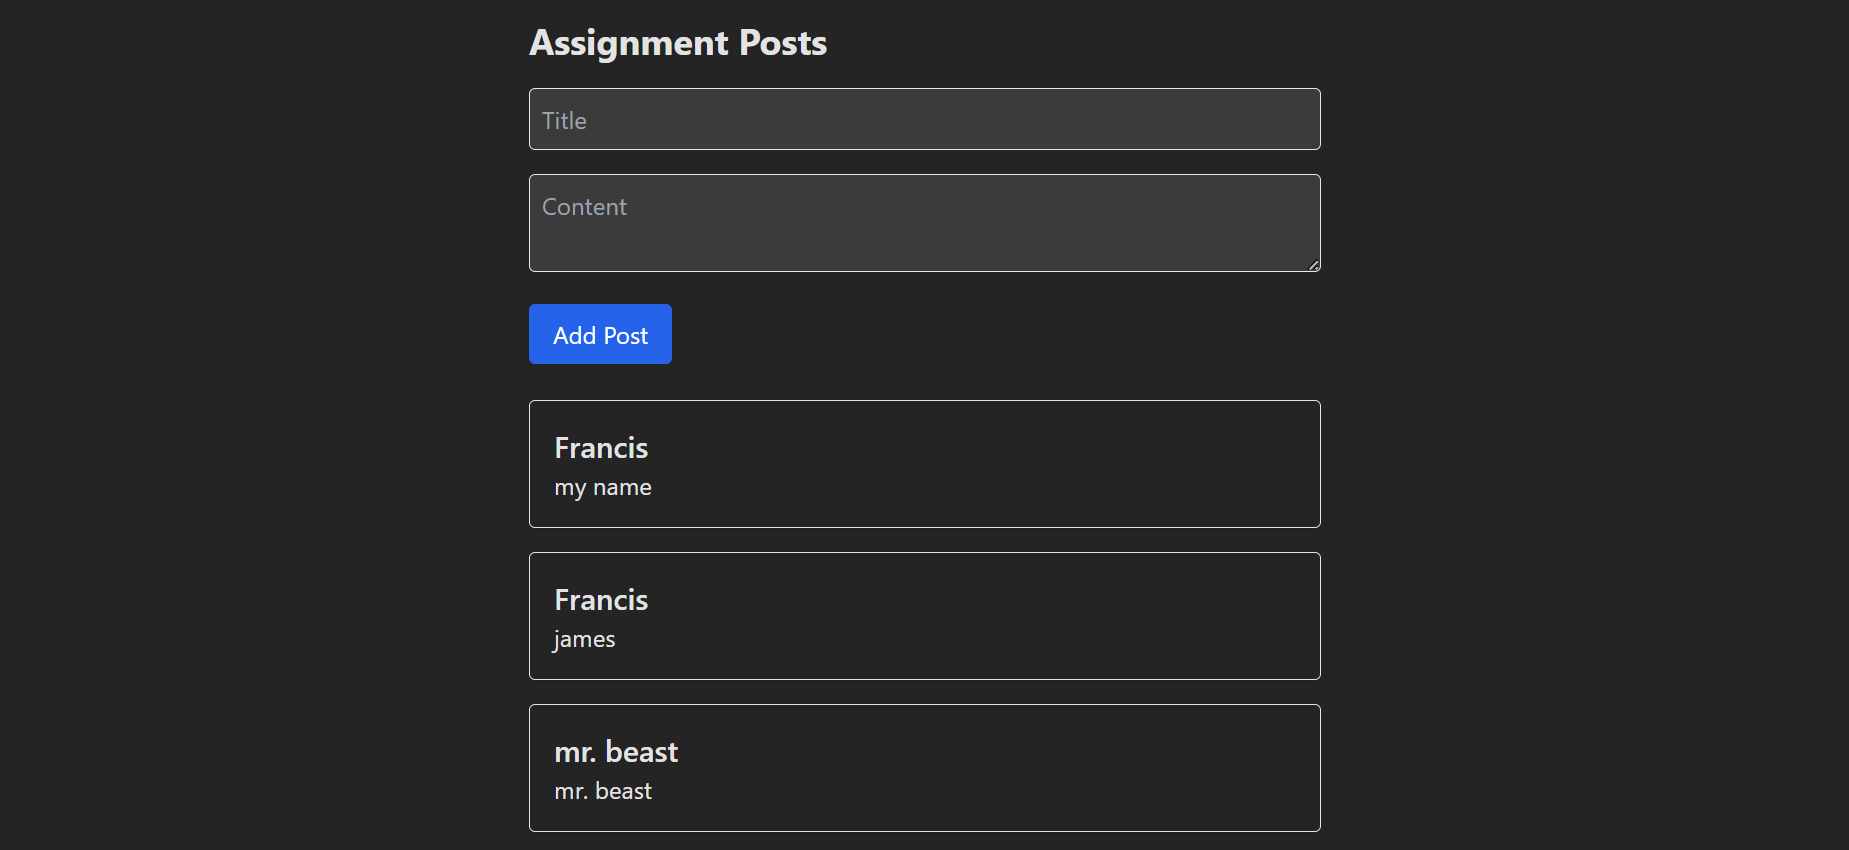 Assignment Posts
Title
Content
Add Post
Francis
my name
Francis
james
mr. beast
mr. beast